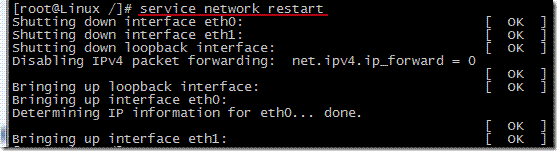 [root@Linux /]# service network restart
Shutting down interface eth0: [ OK ]
Shutting down interface eth1: [ OK ]
Shutting down loopback interface: [ OK ]
Disabling IPv4 packet forwarding: net.ipv4.ip_forward = 0
[ OK ]
Bringing up loopback interface: [ OK ]
Bringing up interface eth0:
Determining IP information for eth0... done.
[ OK ]
Bringing up interface eth1: [ OK ]